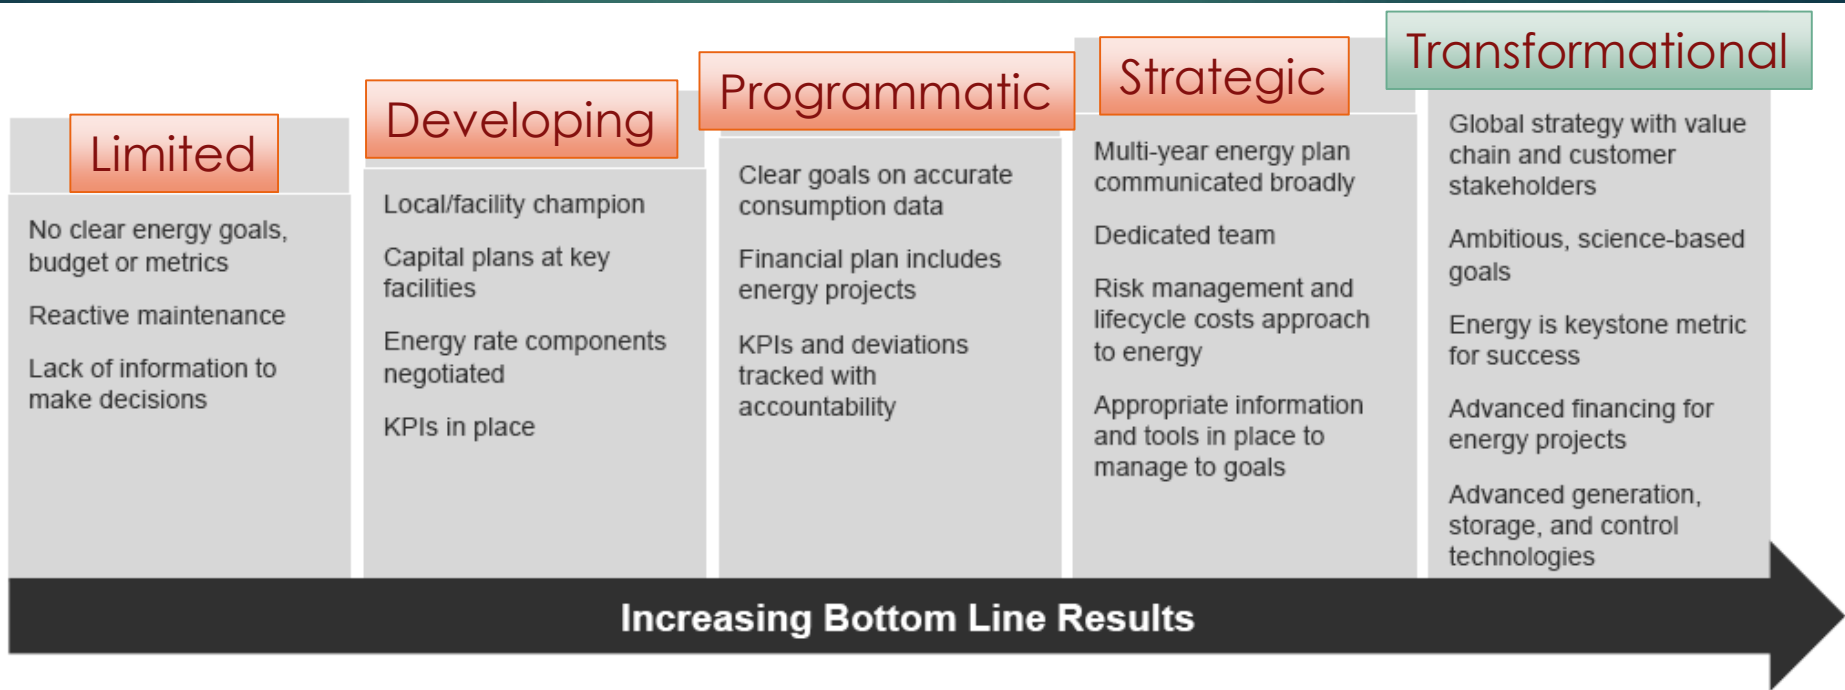 Limited
No clear energy goals,
budget or metrics
Reactive maintenance
Lack of information to
make decisions
Developing
Local/facility champion
Capital plans at key
facilities
Energy rate components
negotiated
KPIs in place
Programmatic
Clear goals on accurate
consumption data
Financial plan includes
energy projects
KPIs and deviations
tracked with
accountability
Strategic
Multi-year energy plan
communicated broadly
Dedicated team
Risk management and
lifecycle costs approach
to energy
Appropriate information
and tools in place to
manage to goals
Transformational
Global strategy with value
chain and customer
stakeholders
Ambitious, science-based
goals
Energy is keystone metric
for success
Advanced financing for
energy projects
Advanced generation,
storage, and control
technologies
Increasing Bottom Line Results